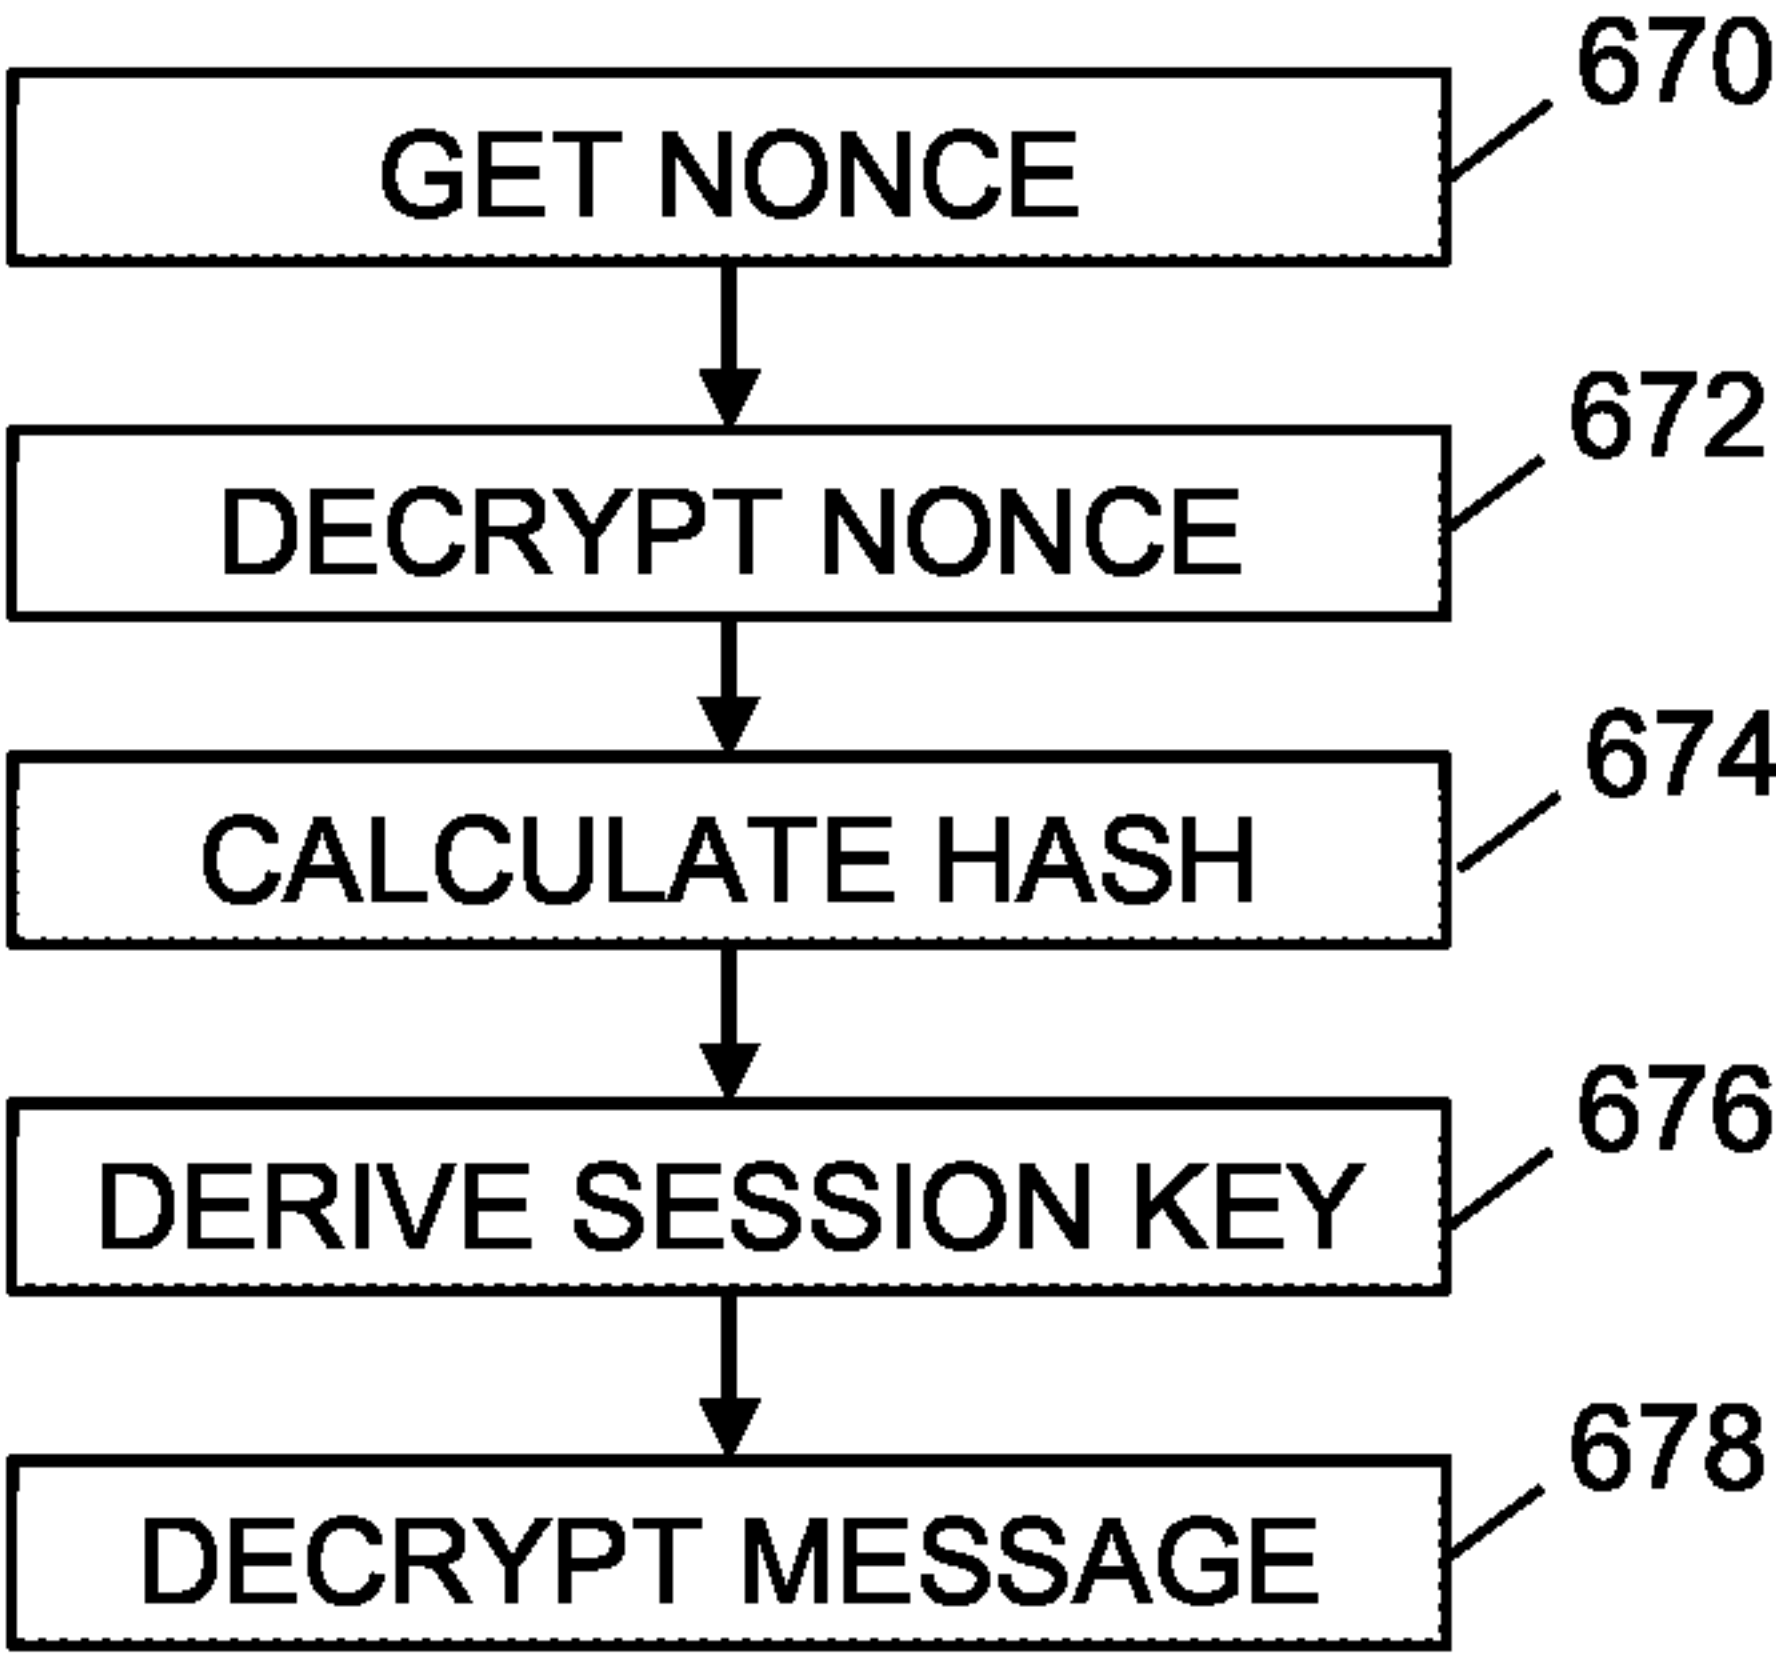 670
GET NONCE
672
DECRYPT NONCE
674
CALCULATE HASH
676
DERIVE SESSION KEY
678
DECRYPT MESSAGE